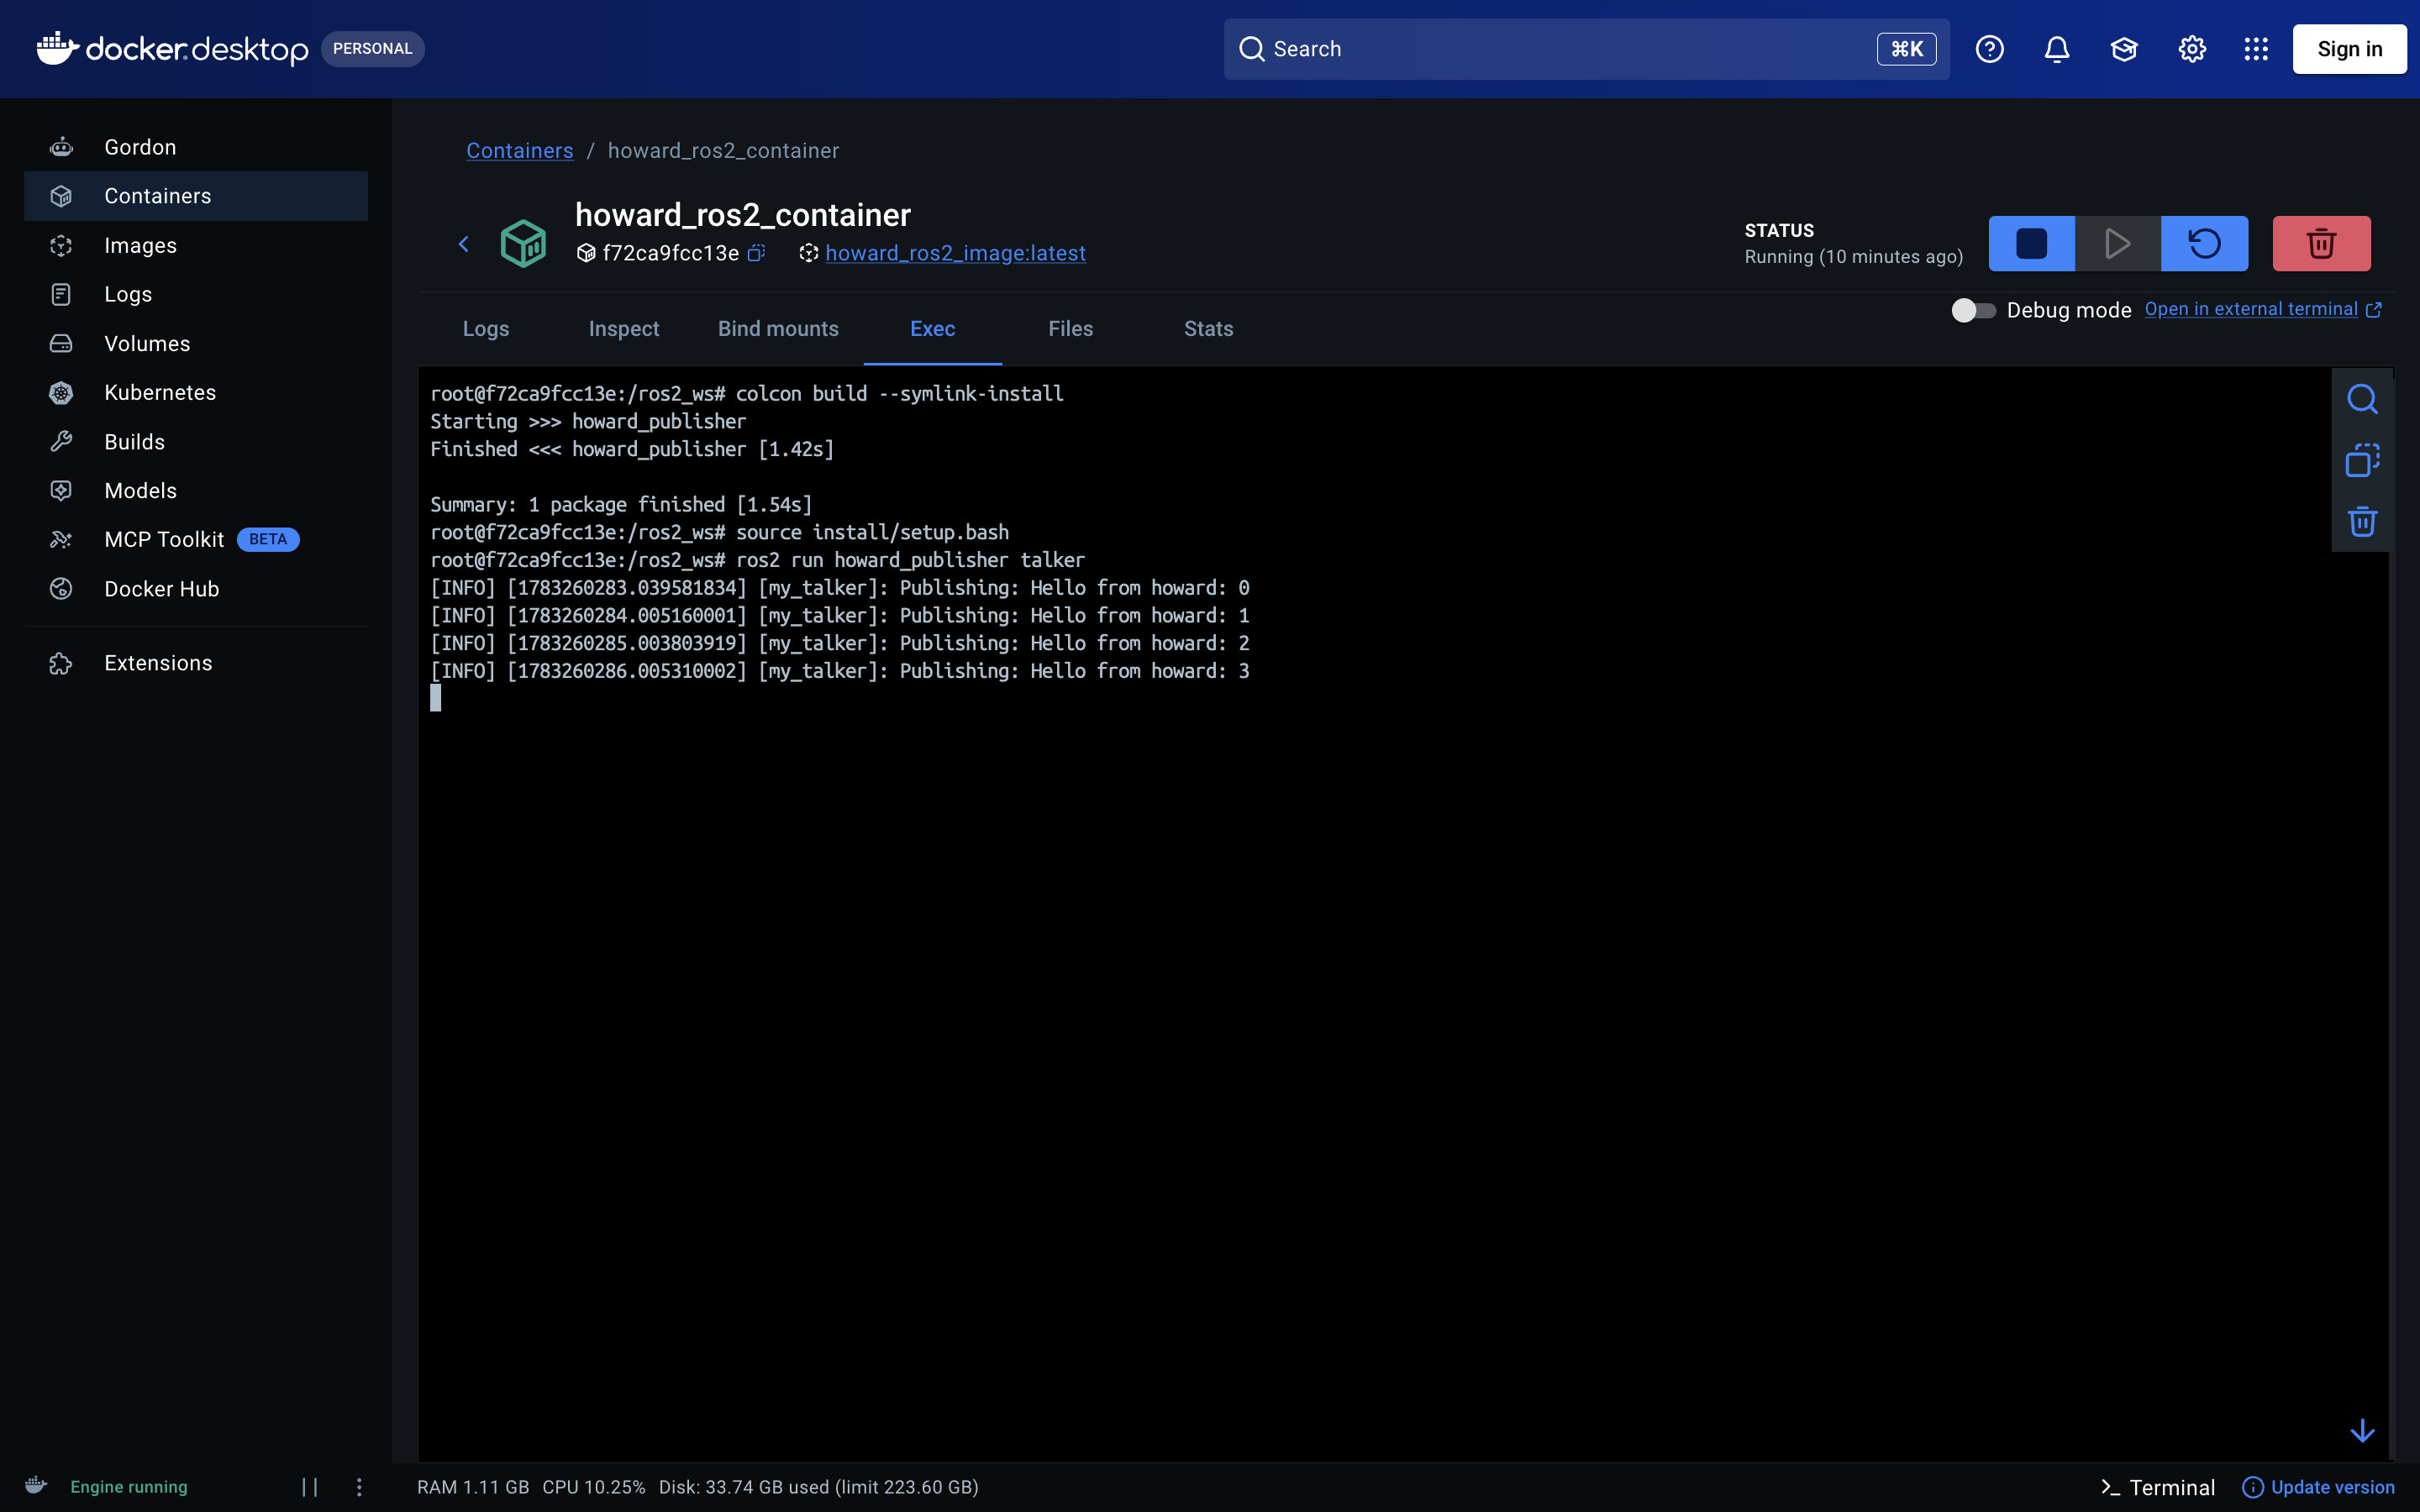 docker.desktop PERSONAL
Search ⌘K
Sign in
Gordon
Containers
Images
Logs
Volumes
Kubernetes
Builds
Models
MCP Toolkit BETA
Docker Hub
Extensions
Containers / howard_ros2_container
howard_ros2_container
f72ca9fcc13e howard_ros2_image:latest
STATUS
Running (10 minutes ago)
Logs Inspect Bind mounts Exec Files Stats
Debug mode Open in external terminal
root@f72ca9fcc13e:/ros2_ws# colcon build --symlink-install
Starting >>> howard_publisher
Finished <<< howard_publisher [1.42s]
Summary: 1 package finished [1.54s]
root@f72ca9fcc13e:/ros2_ws# source install/setup.bash
root@f72ca9fcc13e:/ros2_ws# ros2 run howard_publisher talker
[INFO] [1783260283.039581834] [my_talker]: Publishing: Hello from howard: 0
[INFO] [1783260284.005160001] [my_talker]: Publishing: Hello from howard: 1
[INFO] [1783260285.003803919] [my_talker]: Publishing: Hello from howard: 2
[INFO] [1783260286.005310002] [my_talker]: Publishing: Hello from howard: 3
Engine running
RAM 1.11 GB CPU 10.25% Disk: 33.74 GB used (limit 223.60 GB)
Terminal
Update version